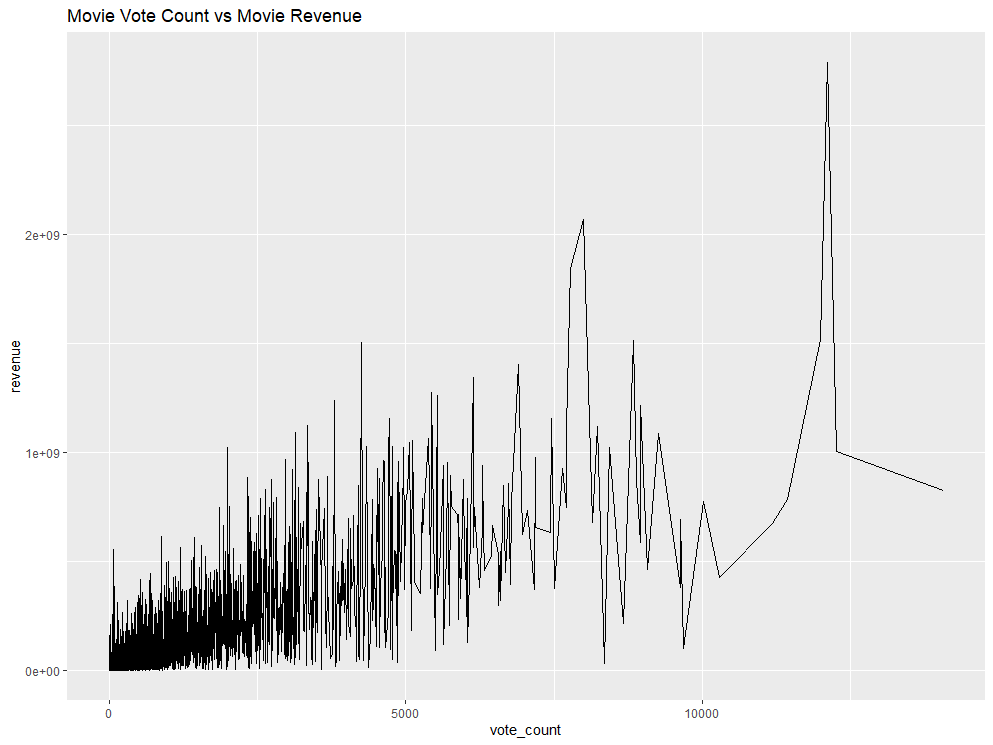 Movie Vote Count vs Movie Revenue
2e+09
1e+09
0e+00
revenue
0
5000
10000
vote_count